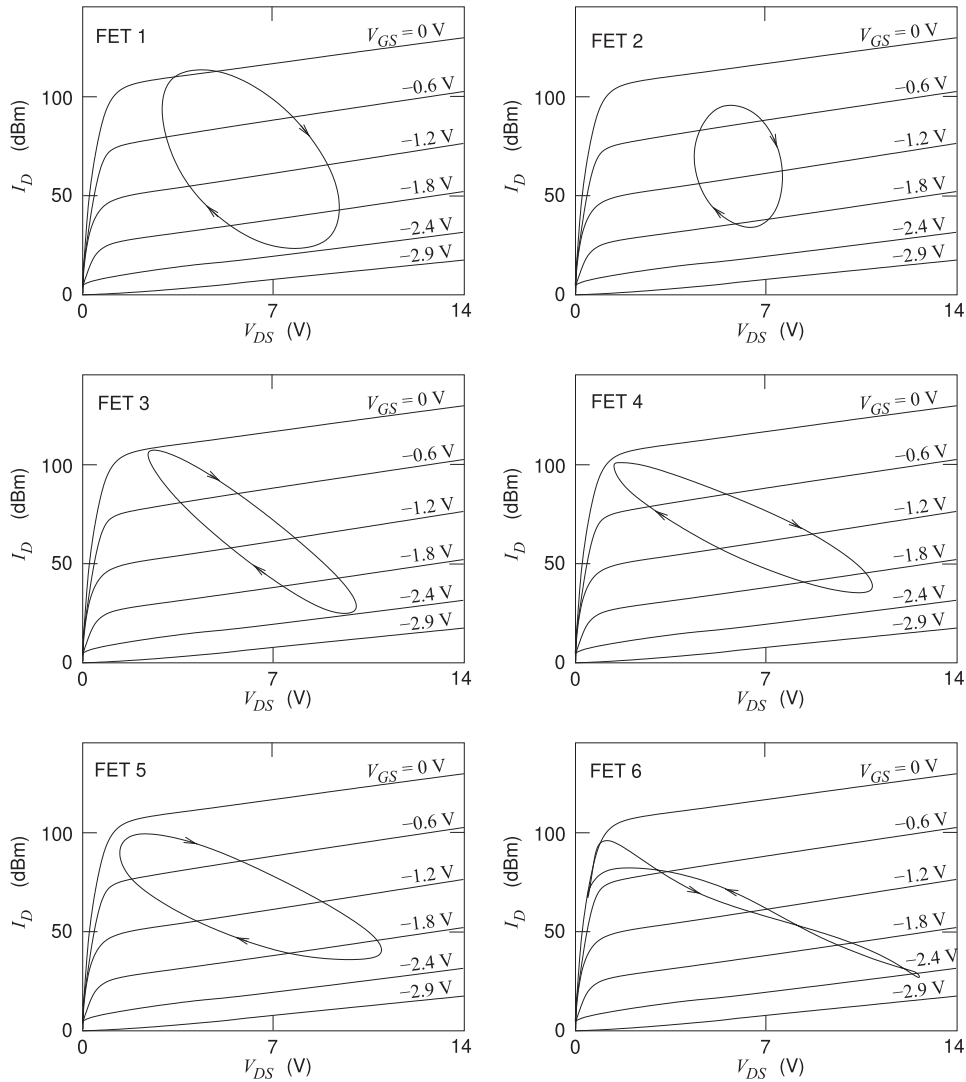 FET 1
V_GS = 0 V
−0.6 V
−1.2 V
−1.8 V
−2.4 V
−2.9 V
I_D (dBm)
100
50
0
0 7 14
V_DS (V)
FET 2
V_GS = 0 V
−0.6 V
−1.2 V
−1.8 V
−2.4 V
−2.9 V
I_D (dBm)
100
50
0
0 7 14
V_DS (V)
FET 3
V_GS = 0 V
−0.6 V
−1.2 V
−1.8 V
−2.4 V
−2.9 V
I_D (dBm)
100
50
0
0 7 14
V_DS (V)
FET 4
V_GS = 0 V
−0.6 V
−1.2 V
−1.8 V
−2.4 V
−2.9 V
I_D (dBm)
100
50
0
0 7 14
V_DS (V)
FET 5
V_GS = 0 V
−0.6 V
−1.2 V
−1.8 V
−2.4 V
−2.9 V
I_D (dBm)
100
50
0
0 7 14
V_DS (V)
FET 6
V_GS = 0 V
−0.6 V
−1.2 V
−1.8 V
−2.4 V
−2.9 V
I_D (dBm)
100
50
0
0 7 14
V_DS (V)